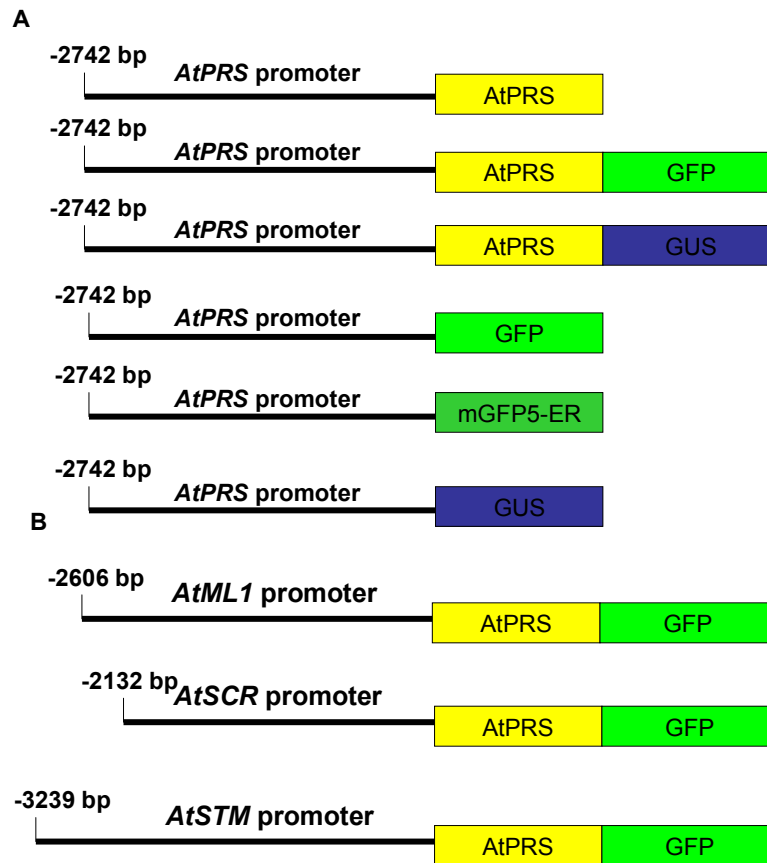 A
-2742 bp
AtPRS promoter
AtPRS
-2742 bp
AtPRS promoter
AtPRS GFP
-2742 bp
AtPRS promoter
AtPRS GUS
-2742 bp
AtPRS promoter
GFP
-2742 bp
AtPRS promoter
mGFP5-ER
-2742 bp
AtPRS promoter
GUS
B
-2606 bp
AtML1 promoter
AtPRS GFP
-2132 bp
AtSCR promoter
AtPRS GFP
-3239 bp
AtSTM promoter
AtPRS GFP